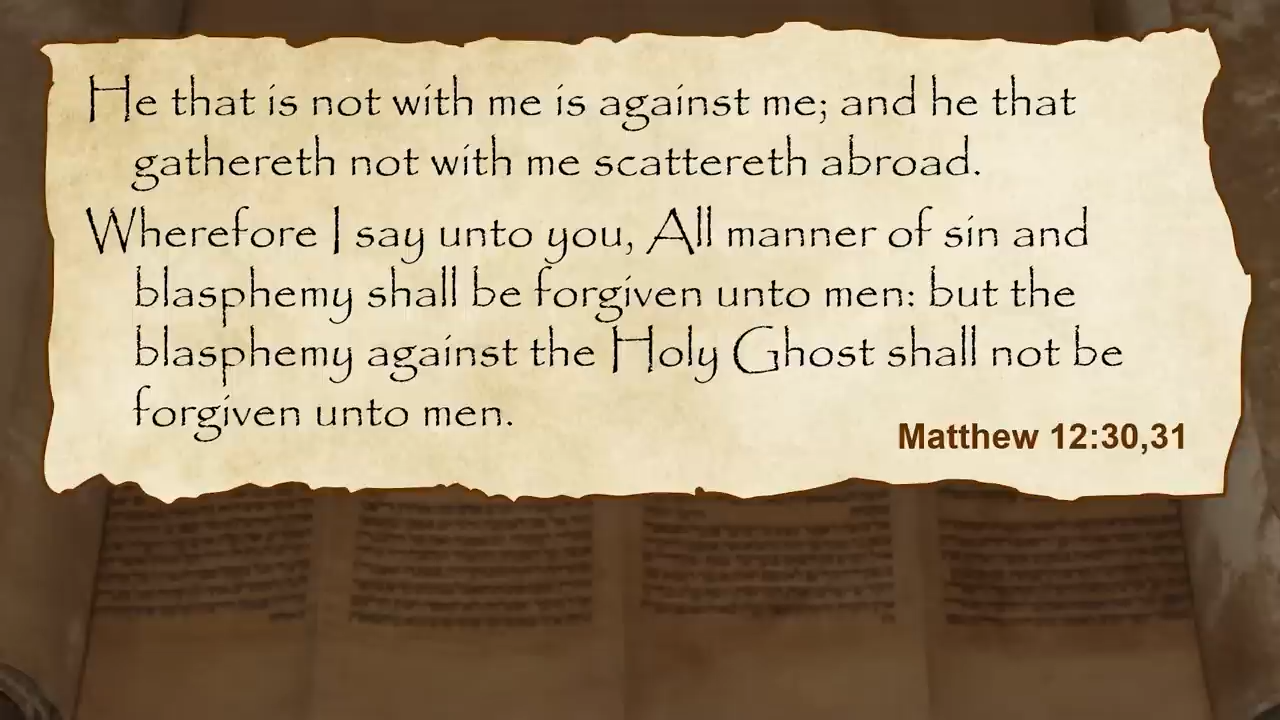 He that is not with me is against me; and he that
gathereth not with me scattereth abroad.
Wherefore I say unto you, All manner of sin and
blasphemy shall be forgiven unto men: but the
blasphemy against the Holy Ghost shall not be
forgiven unto men.
Matthew 12:30,31